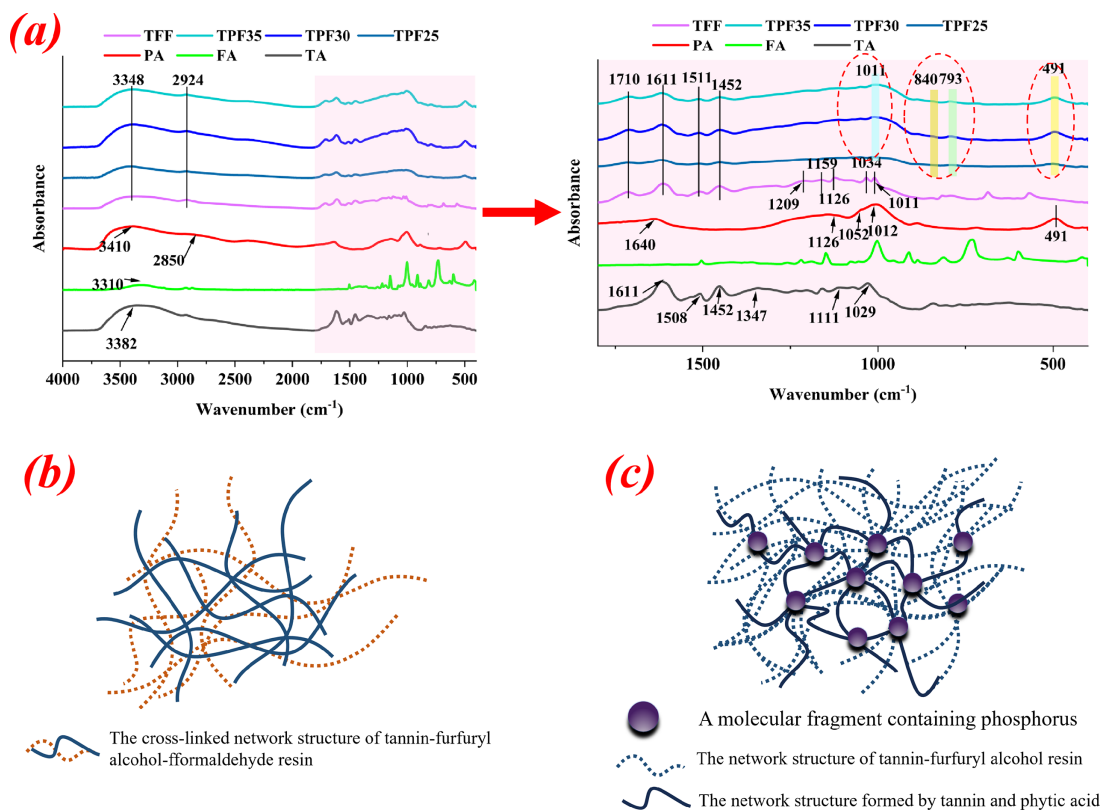 (a)
TFF TPF35 TPF30 TPF25
PA FA TA
3348 2924
3410
2850
3310
3382
Absorbance
4000 3500 3000 2500 2000 1500 1000 500
Wavenumber (cm-1)
TFF TPF35 TPF30 TPF25
PA FA TA
1710 1611 1511 1452 1011 840 793 491
1159 1034
1209 1126 1011
1640 1126 1052 1012 491
1611
1508 1452 1347 1111 1029
Absorbance
1500 1000 500
Wavenumber (cm-1)
(b)
The cross-linked network structure of tannin-furfuryl
alcohol-fformaldehyde resin
(c)
A molecular fragment containing phosphorus
The network structure of tannin-furfuryl alcohol resin
The network structure formed by tannin and phytic acid